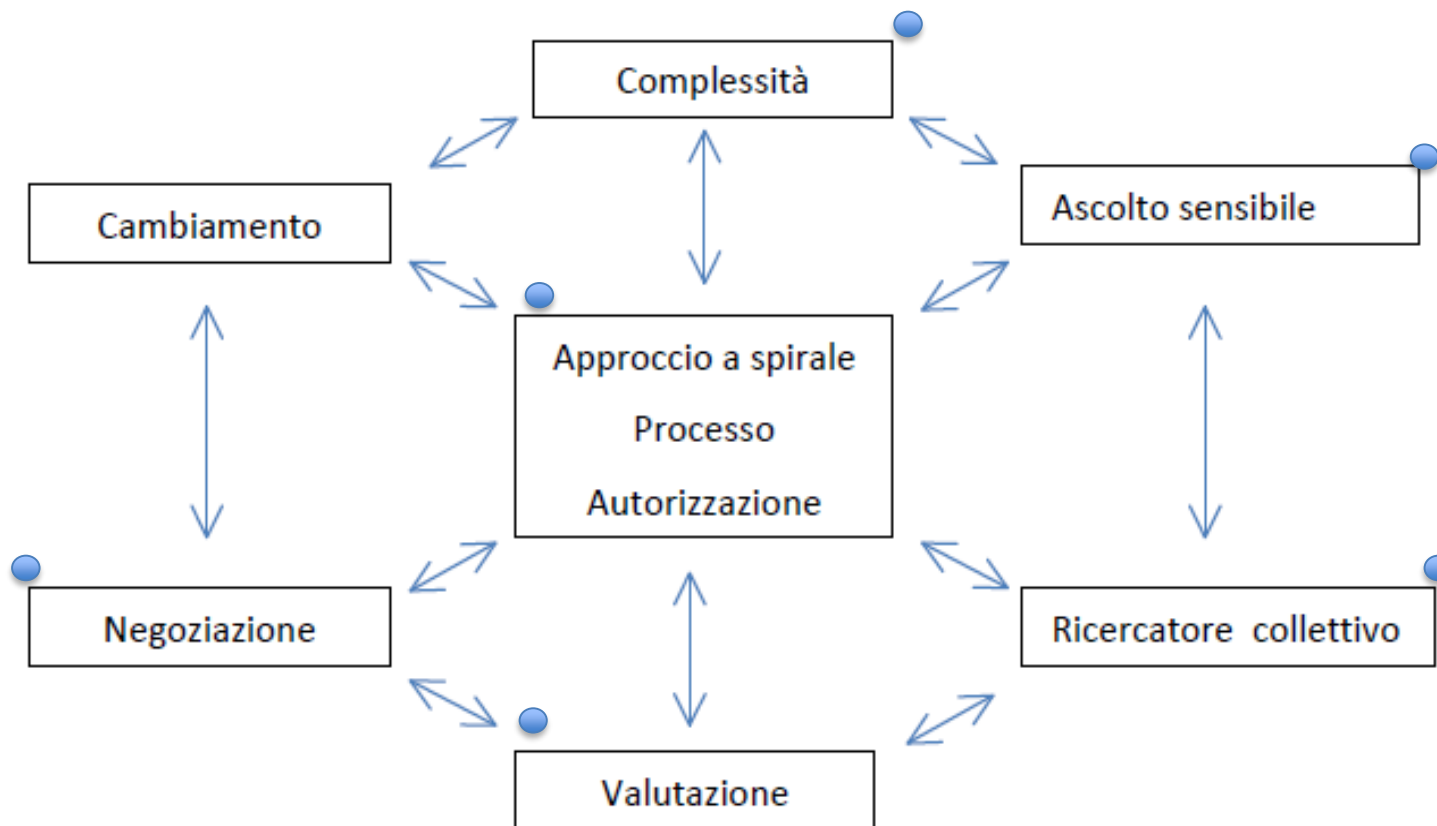 Complessità
Cambiamento
Ascolto sensibile
Approccio a spirale
Processo
Autorizzazione
Negoziazione
Ricercatore collettivo
Valutazione